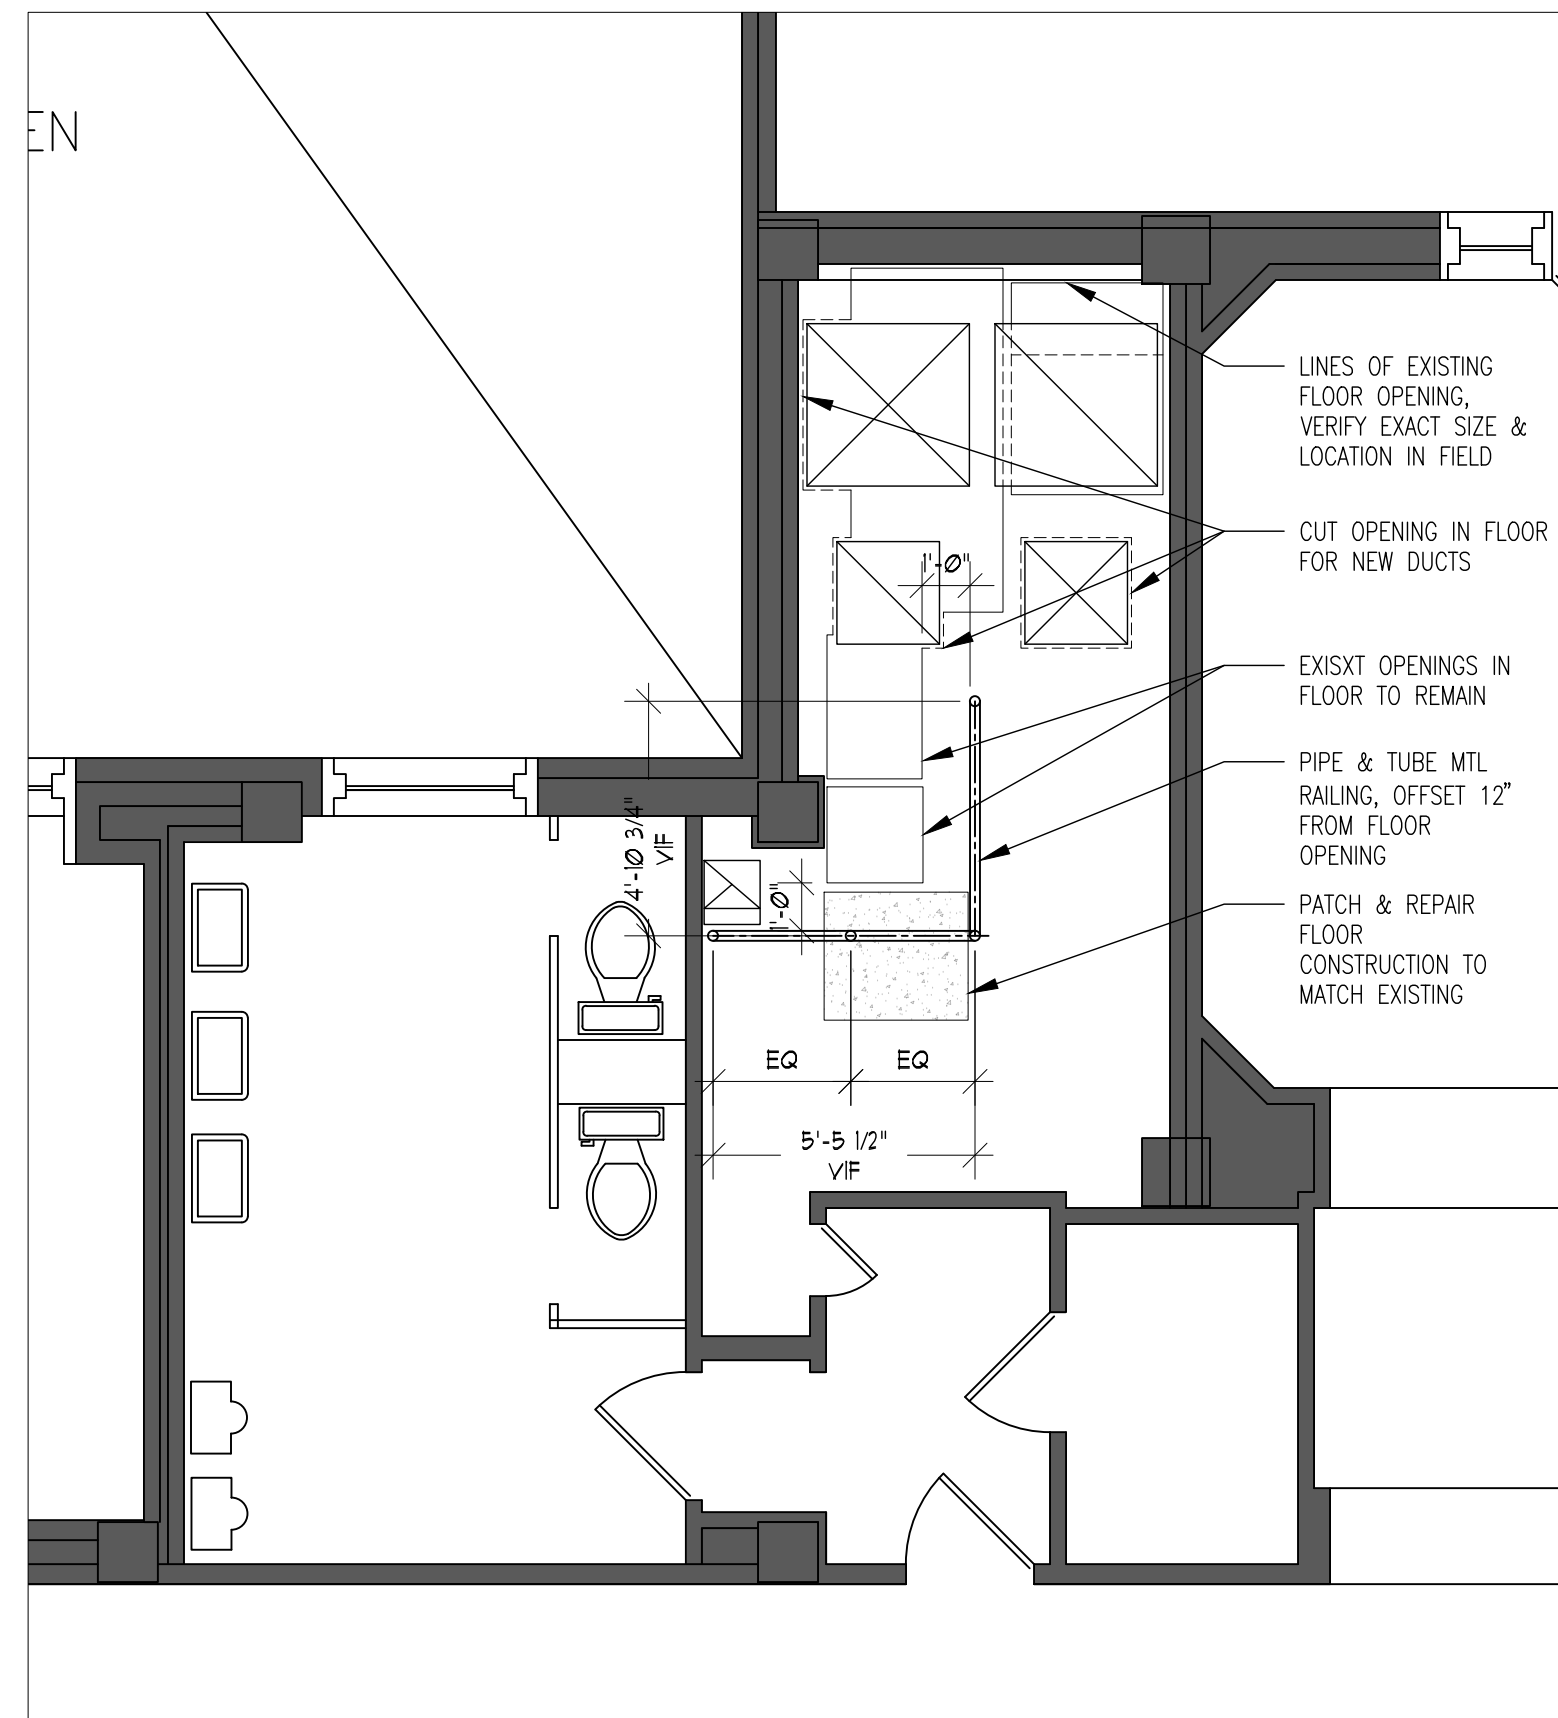 EN
LINES OF EXISTING
FLOOR OPENING,
VERIFY EXACT SIZE &
LOCATION IN FIELD
CUT OPENING IN FLOOR
FOR NEW DUCTS
1'-0"
EXISXT OPENINGS IN
FLOOR TO REMAIN
PIPE & TUBE MTL
RAILING, OFFSET 12"
FROM FLOOR
OPENING
4'-10 3/4"
VIF
1'-0"
PATCH & REPAIR
FLOOR
CONSTRUCTION TO
MATCH EXISTING
EQ EQ
5'-5 1/2"
VIF